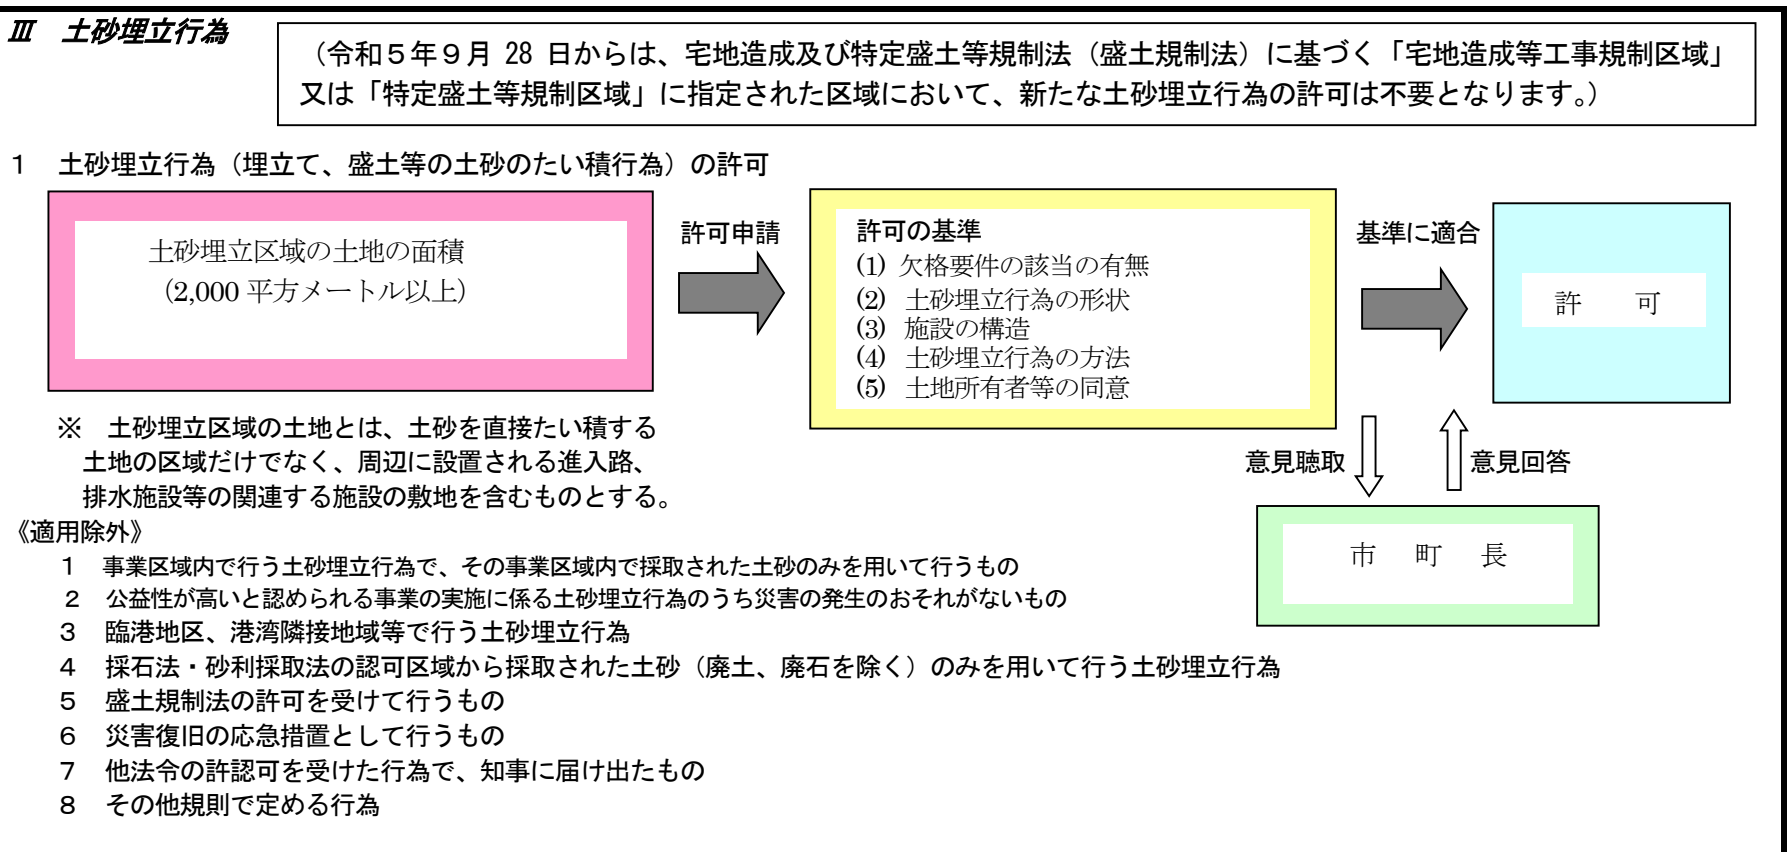 Ⅲ　土砂埋立行為
（令和５年９月 28 日からは、宅地造成及び特定盛土等規制法（盛土規制法）に基づく「宅地造成等工事規制区域」
又は「特定盛土等規制区域」に指定された区域において、新たな土砂埋立行為の許可は不要となります。）
１　土砂埋立行為（埋立て、盛土等の土砂のたい積行為）の許可
土砂埋立区域の土地の面積
（2,000 平方メートル以上）
許可申請
許可の基準
(1) 欠格要件の該当の有無
(2) 土砂埋立行為の形状
(3) 施設の構造
(4) 土砂埋立行為の方法
(5) 土地所有者等の同意
基準に適合
許　可
※　土砂埋立区域の土地とは、土砂を直接たい積する
土地の区域だけでなく、周辺に設置される進入路、
排水施設等の関連する施設の敷地を含むものとする。
意見聴取
意見回答
市　町　長
《適用除外》
１　事業区域内で行う土砂埋立行為で、その事業区域内で採取された土砂のみを用いて行うもの
２　公益性が高いと認められる事業の実施に係る土砂埋立行為のうち災害の発生のおそれがないもの
３　臨港地区、港湾隣接地域等で行う土砂埋立行為
４　採石法・砂利採取法の認可区域から採取された土砂（廃土、廃石を除く）のみを用いて行う土砂埋立行為
５　盛土規制法の許可を受けて行うもの
６　災害復旧の応急措置として行うもの
７　他法令の許認可を受けた行為で、知事に届け出たもの
８　その他規則で定める行為